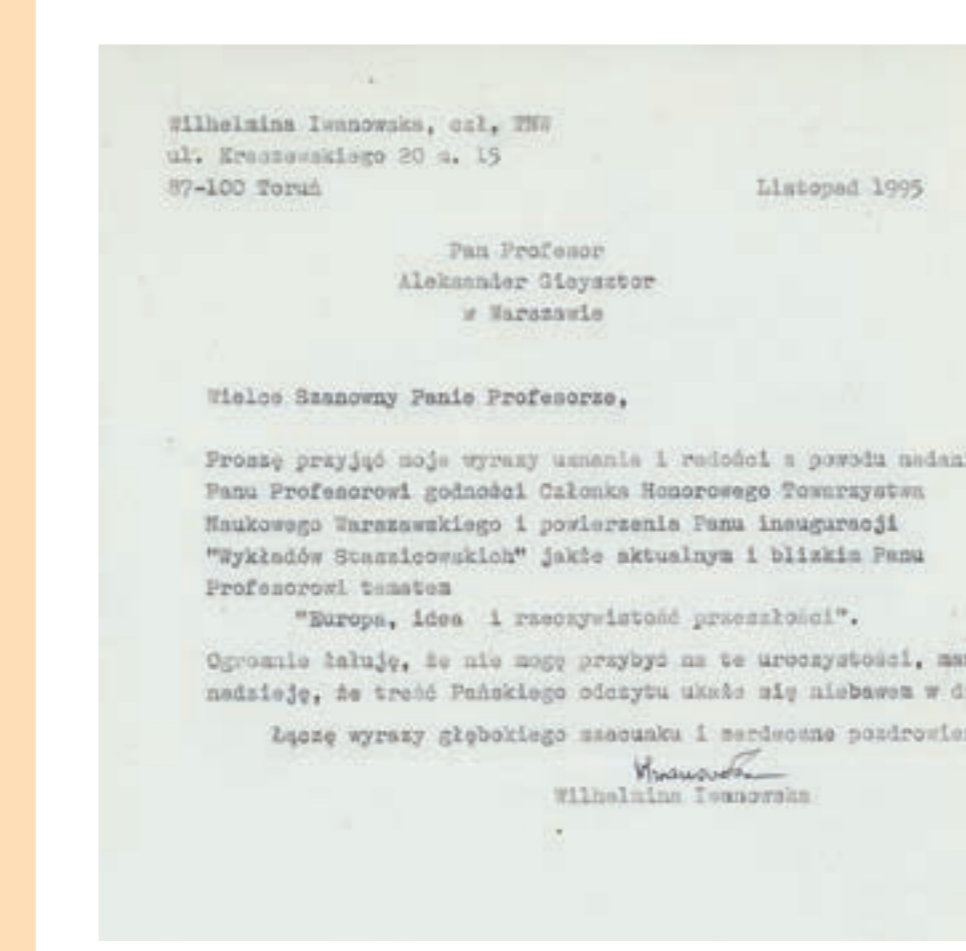 Wilhelmina Iwanowska, czł, TNW
ul. Kraszewskiego 20 m. 15
87-100 Toruń
Listopad 1995
Pan Profesor
Aleksander Gieysztor
w Warszawie
Wielce Szanowny Panie Profesorze,
Proszę przyjąć moje wyrazy uznania i radości z powodu nadani
Panu Profesorowi godności Członka Honorowego Towarzystwa
Naukowego Warszawskiego i powierzenia Panu inauguracji
"Wykładów Staszicowskich" jakże aktualnym i bliskim Panu
Profesorowi tematem
"Europa, idea i rzeczywistość przeszłości".
Ogromnie żałuję, że nie mogę przybyć na te uroczystości, mam
nadzieję, że treść Pańskiego odczytu ukaże się niebawem w d
Łączę wyrazy głębokiego szacunku i serdeczne pozdrowien
Iwanowska
Wilhelmina Iwanowska